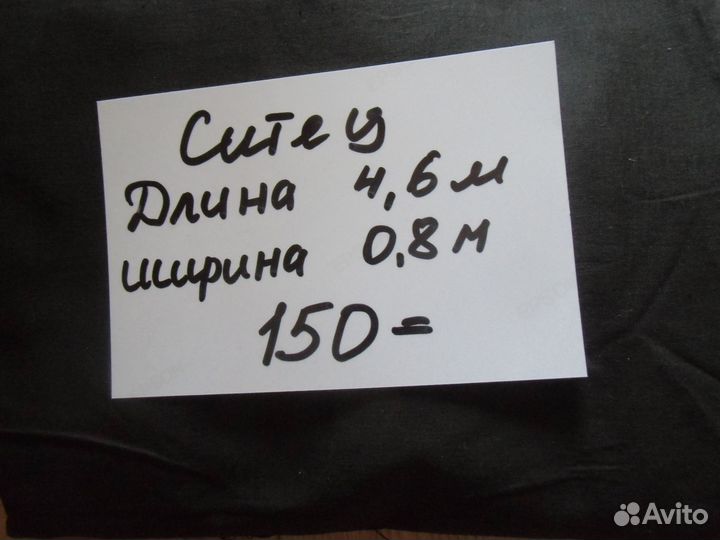 Ситец
Длина 4,6 м
ширина 0,8 м
150=
Avito